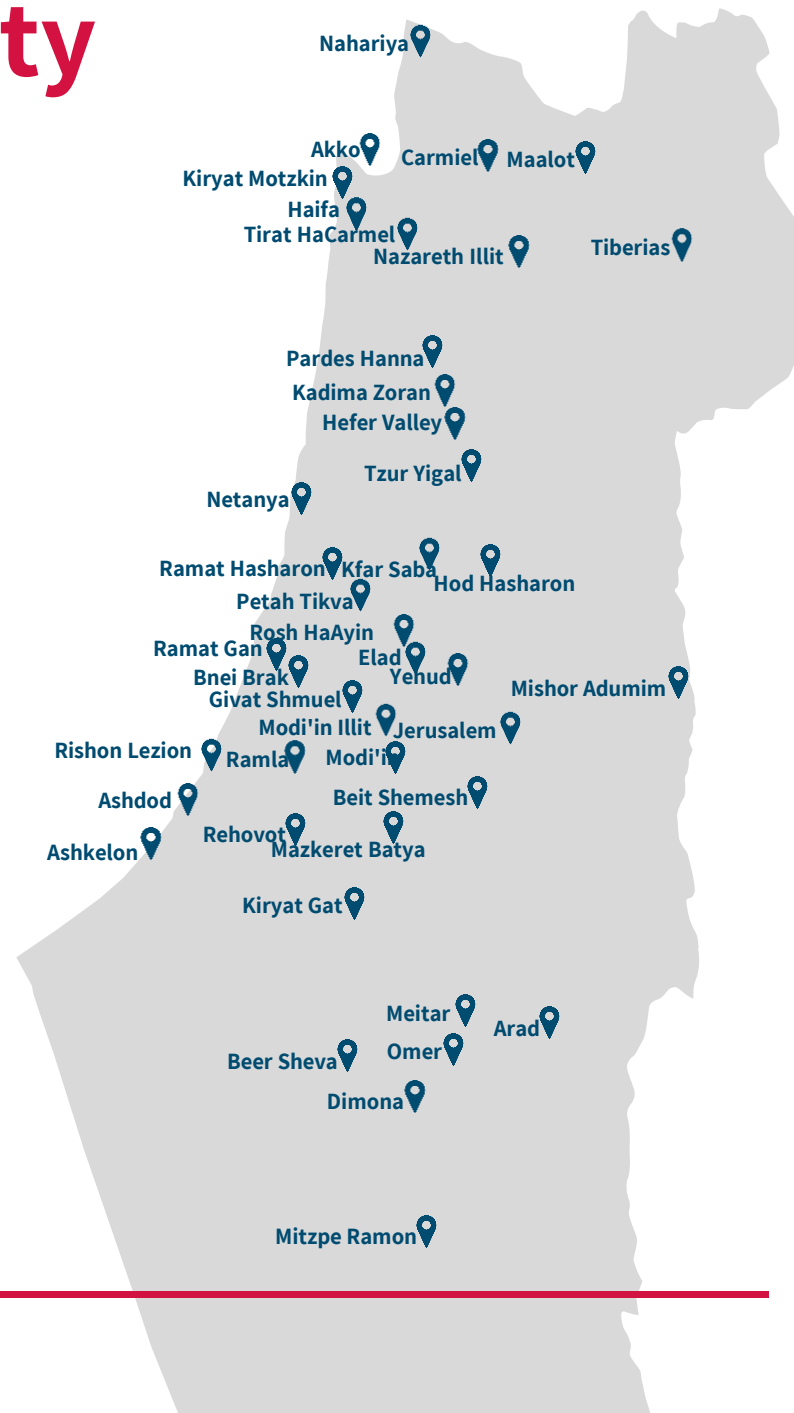 ty
Nahariya
Akko
Carmiel
Maalot
Kiryat Motzkin
Haifa
Tirat HaCarmel
Nazareth Illit
Tiberias
Pardes Hanna
Kadima Zoran
Hefer Valley
Tzur Yigal
Netanya
Ramat Hasharon
Kfar Saba
Hod Hasharon
Petah Tikva
Rosh HaAyin
Ramat Gan
Elad
Bnei Brak
Yehud
Mishor Adumim
Givat Shmuel
Modi'in Illit
Jerusalem
Rishon Lezion
Ramla
Modi'in
Ashdod
Beit Shemesh
Rehovot
Mazkeret Batya
Ashkelon
Kiryat Gat
Meitar
Arad
Omer
Beer Sheva
Dimona
Mitzpe Ramon